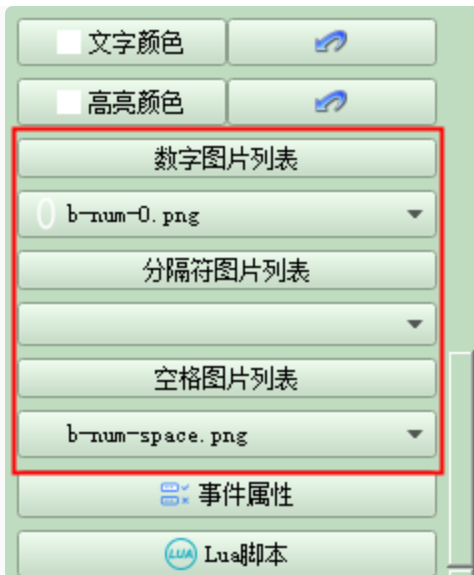 文字颜色
高亮颜色
数字图片列表
b-num-0.png
分隔符图片列表
空格图片列表
b-num-space.png
事件属性
LUA Lua脚本